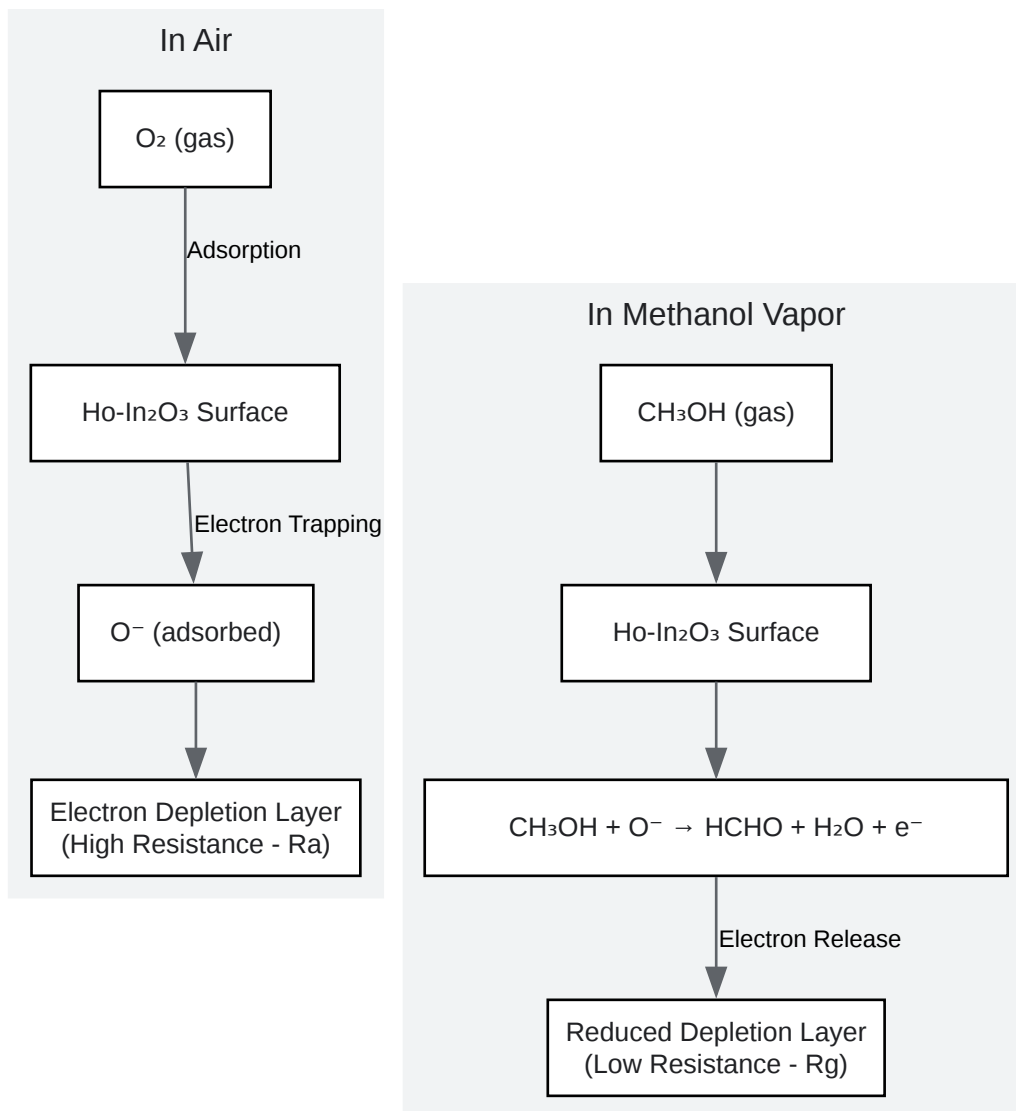 In Air
O₂ (gas)
Adsorption
Ho-In₂O₃ Surface
Electron Trapping
O⁻ (adsorbed)
Electron Depletion Layer
(High Resistance - Ra)
In Methanol Vapor
CH₃OH (gas)
Ho-In₂O₃ Surface
CH₃OH + O⁻ → HCHO + H₂O + e⁻
Electron Release
Reduced Depletion Layer
(Low Resistance - Rg)